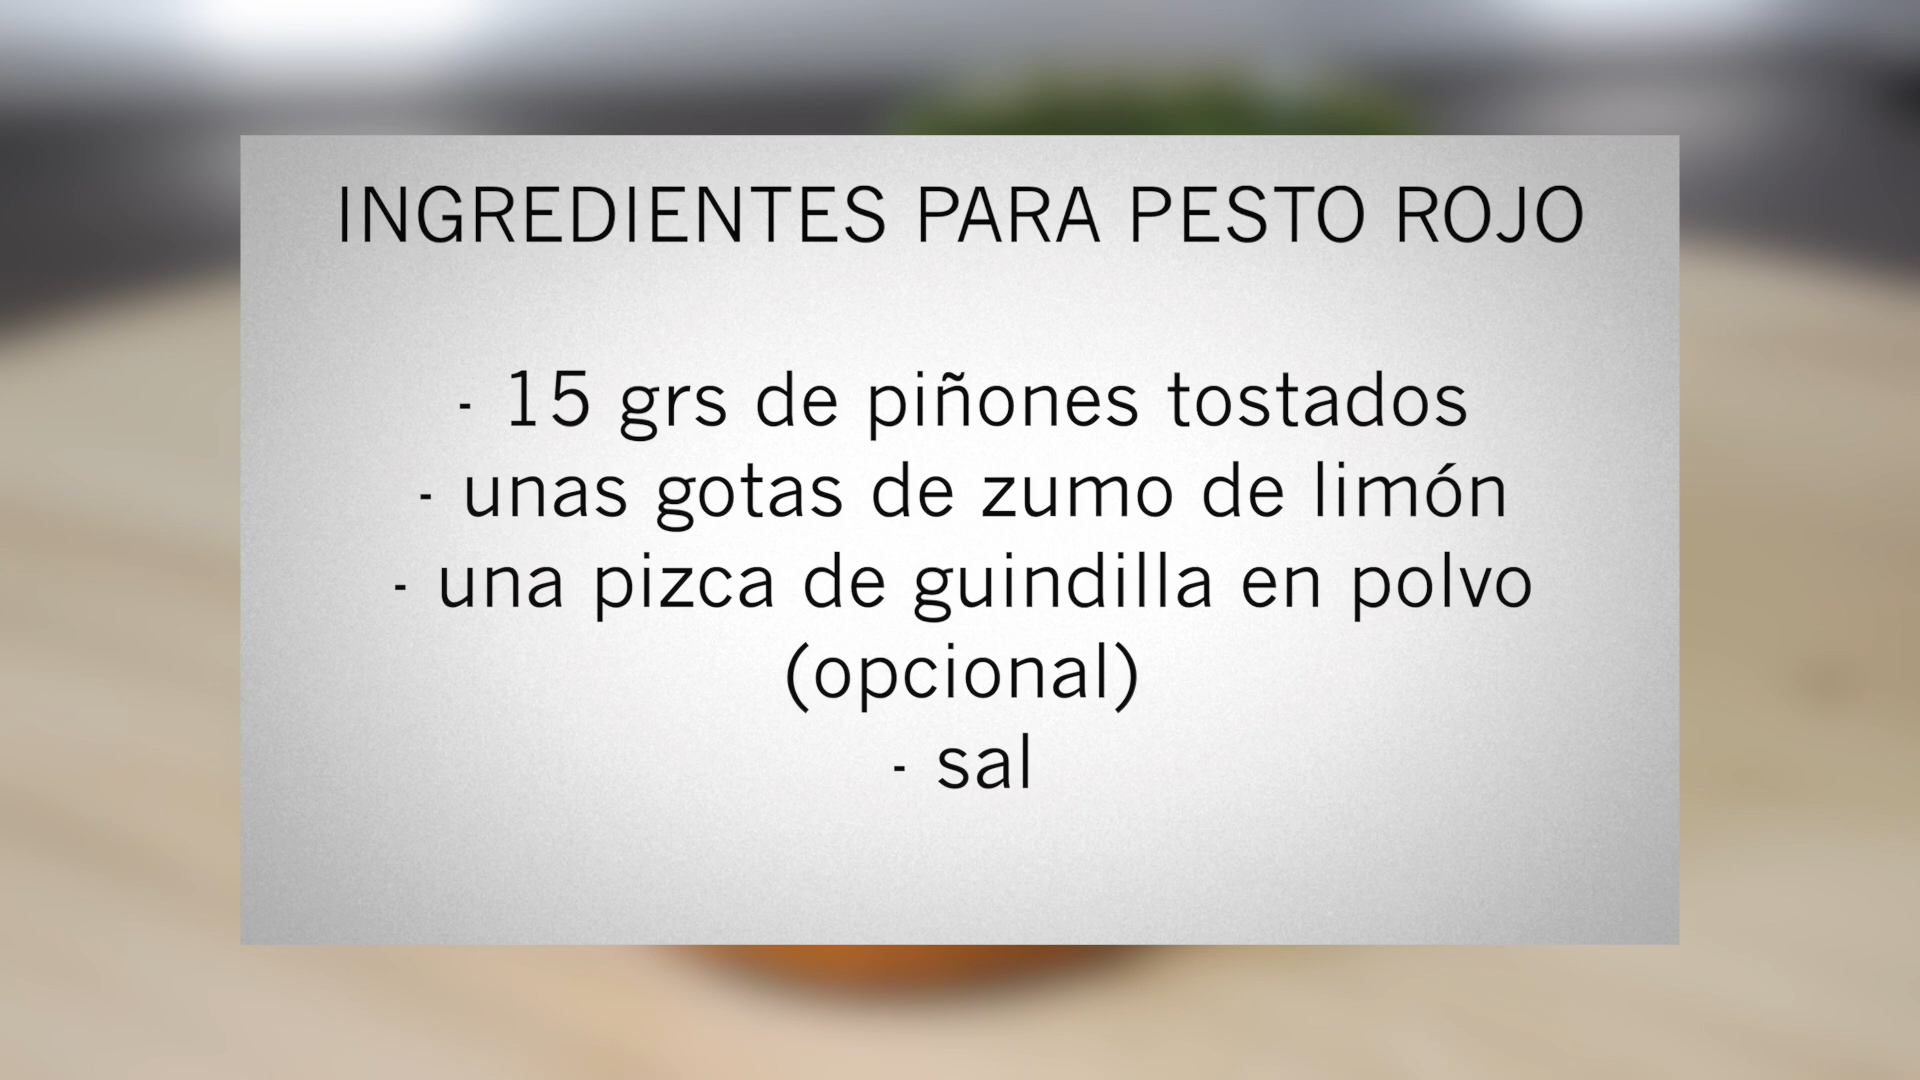 INGREDIENTES PARA PESTO ROJO
- 15 grs de piñones tostados
- unas gotas de zumo de limón
- una pizca de guindilla en polvo
(opcional)
- sal